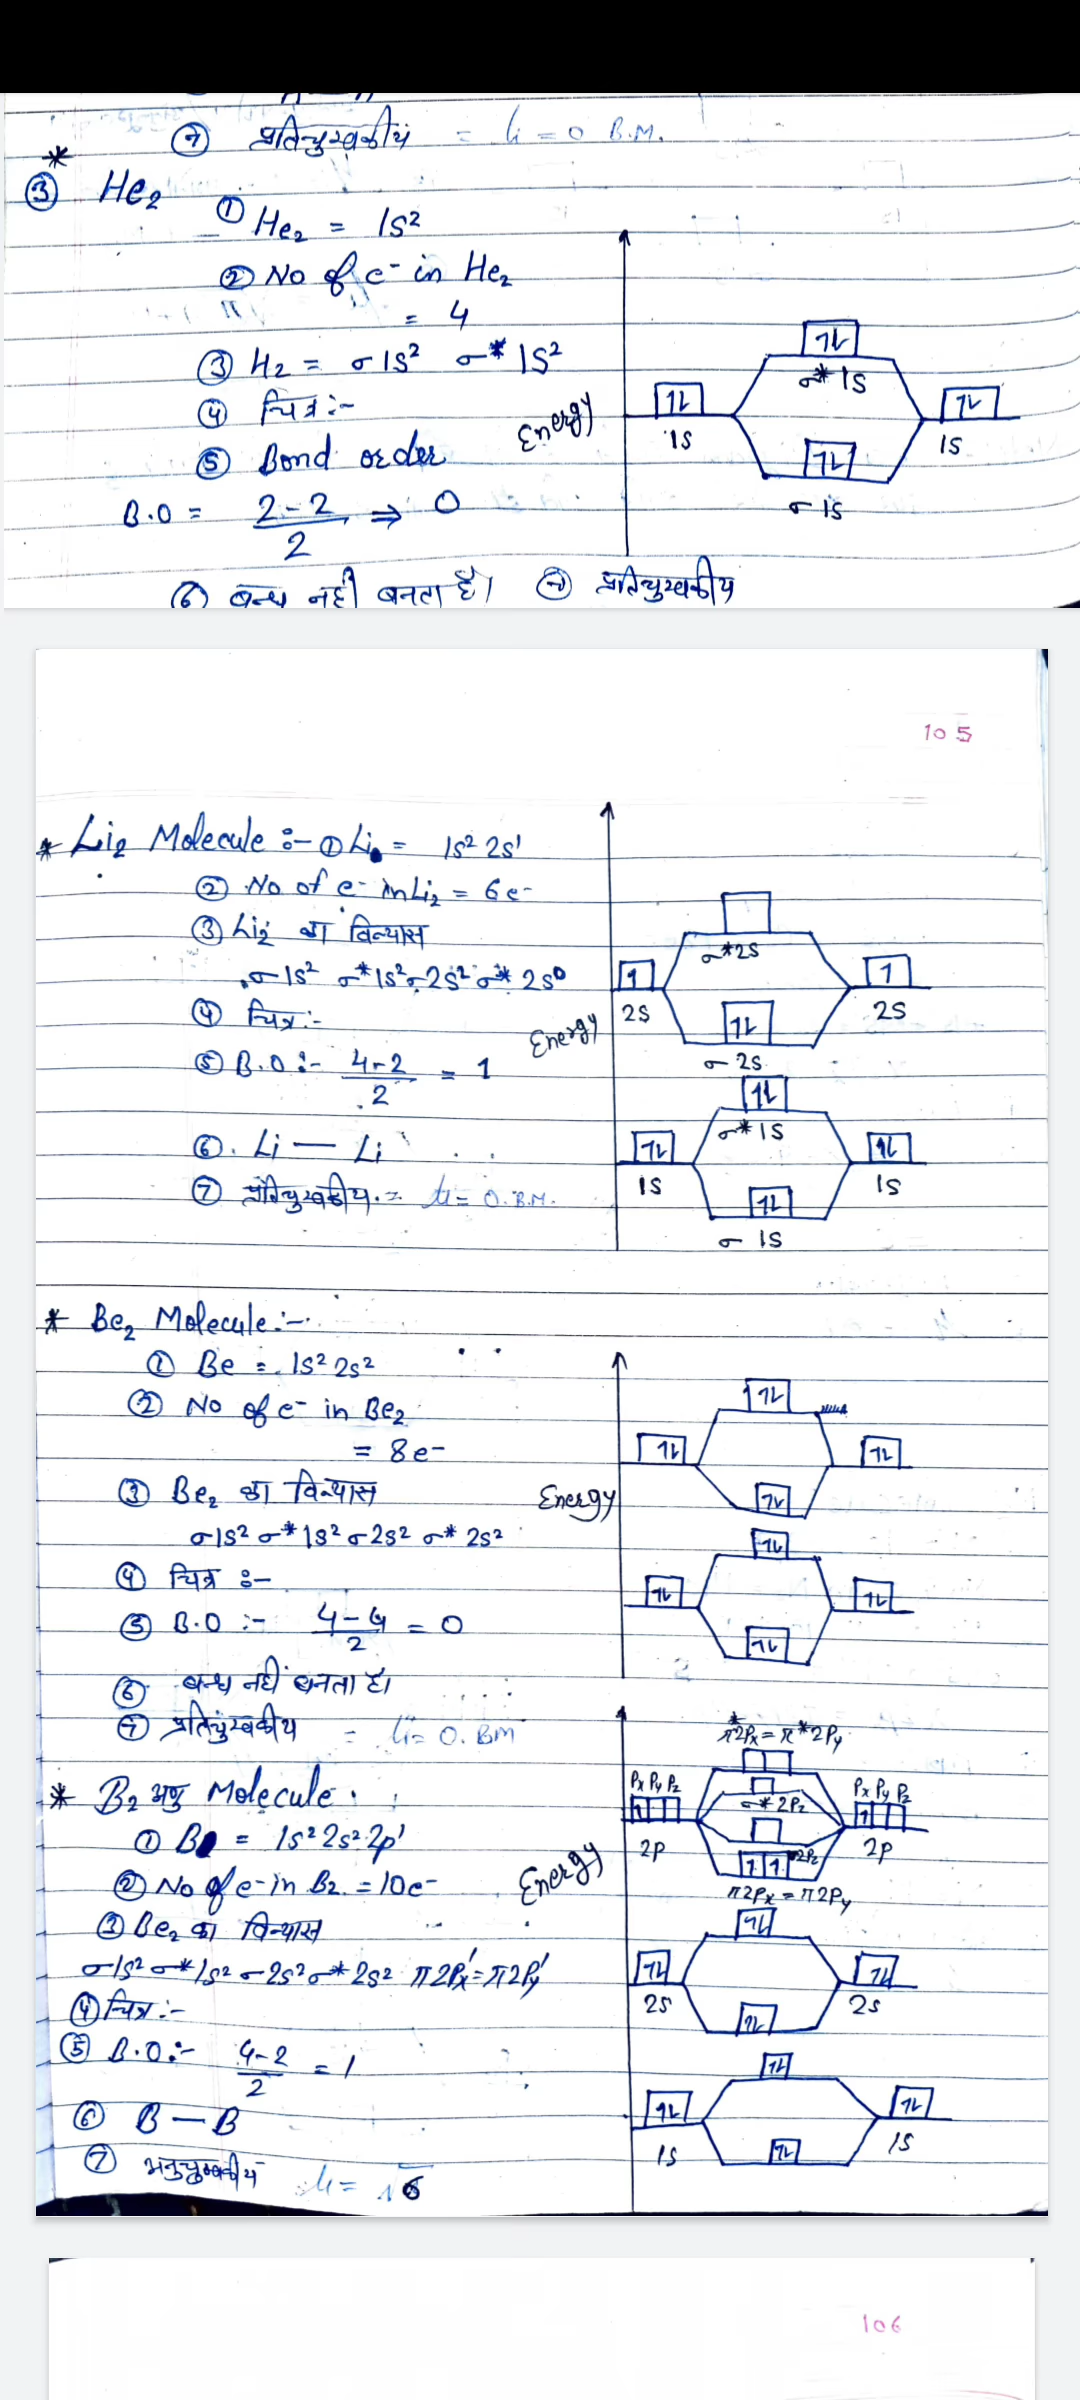 ⑦ प्रतिचुम्बकीय = μ = 0 B.M.
*
③ He₂
① He₂ = 1s²
② No of e⁻ in He₂
= 4
③ H₂ = σ1s² σ*1s²
④ चित्र :-
⑤ Bond order
B.O = 2-2/2 ⇒ 0
⑥ बन्ध नही बनता है। ⑦ प्रतिचुम्बकीय
Energy
1s
1s
σ*1s
σ1s
105
* Li₂ Molecule :- ① Li = 1s² 2s¹
② No of e⁻ in Li₂ = 6e⁻
③ Li₂ का विन्यास
σ1s² σ*1s² σ2s² σ*2s⁰
④ चित्र :-
⑤ B.O :- 4-2/2 = 1
⑥. Li — Li
⑦ प्रतिचुम्बकीय. = μ = 0. B.M.
Energy
σ*2s
2s
2s
σ 2s
σ*1s
1s
1s
σ 1s
* Be₂ Molecule :-
① Be = 1s² 2s²
② No of e⁻ in Be₂
= 8e⁻
③ Be₂ का विन्यास
σ1s² σ*1s² σ2s² σ*2s²
④ चित्र :-
⑤ B.O :- 4-4/2 = 0
⑥ बन्ध नहीं बनता है।
⑦ प्रतिचुंम्बकीय = μ = 0. BM
Energy
* B₂ अणु Molecule.
① B = 1s² 2s² 2p¹
② No of e⁻ in B₂. = 10e⁻
③ Be₂ का विन्यास
σ1s² σ*1s² σ2s² σ*2s² π2Px¹ = π2Py¹
④ चित्र :-
⑤ B.O :- 4-2/2 = 1
⑥ B — B
⑦ अनुचुम्बकीय μ = √6
Energy
π*2Px = π*2Py
Px Py Pz
Px Py Pz
σ*2Pz
2P
2P
π2Px = π2Py
2s
2s
1s
1s
106